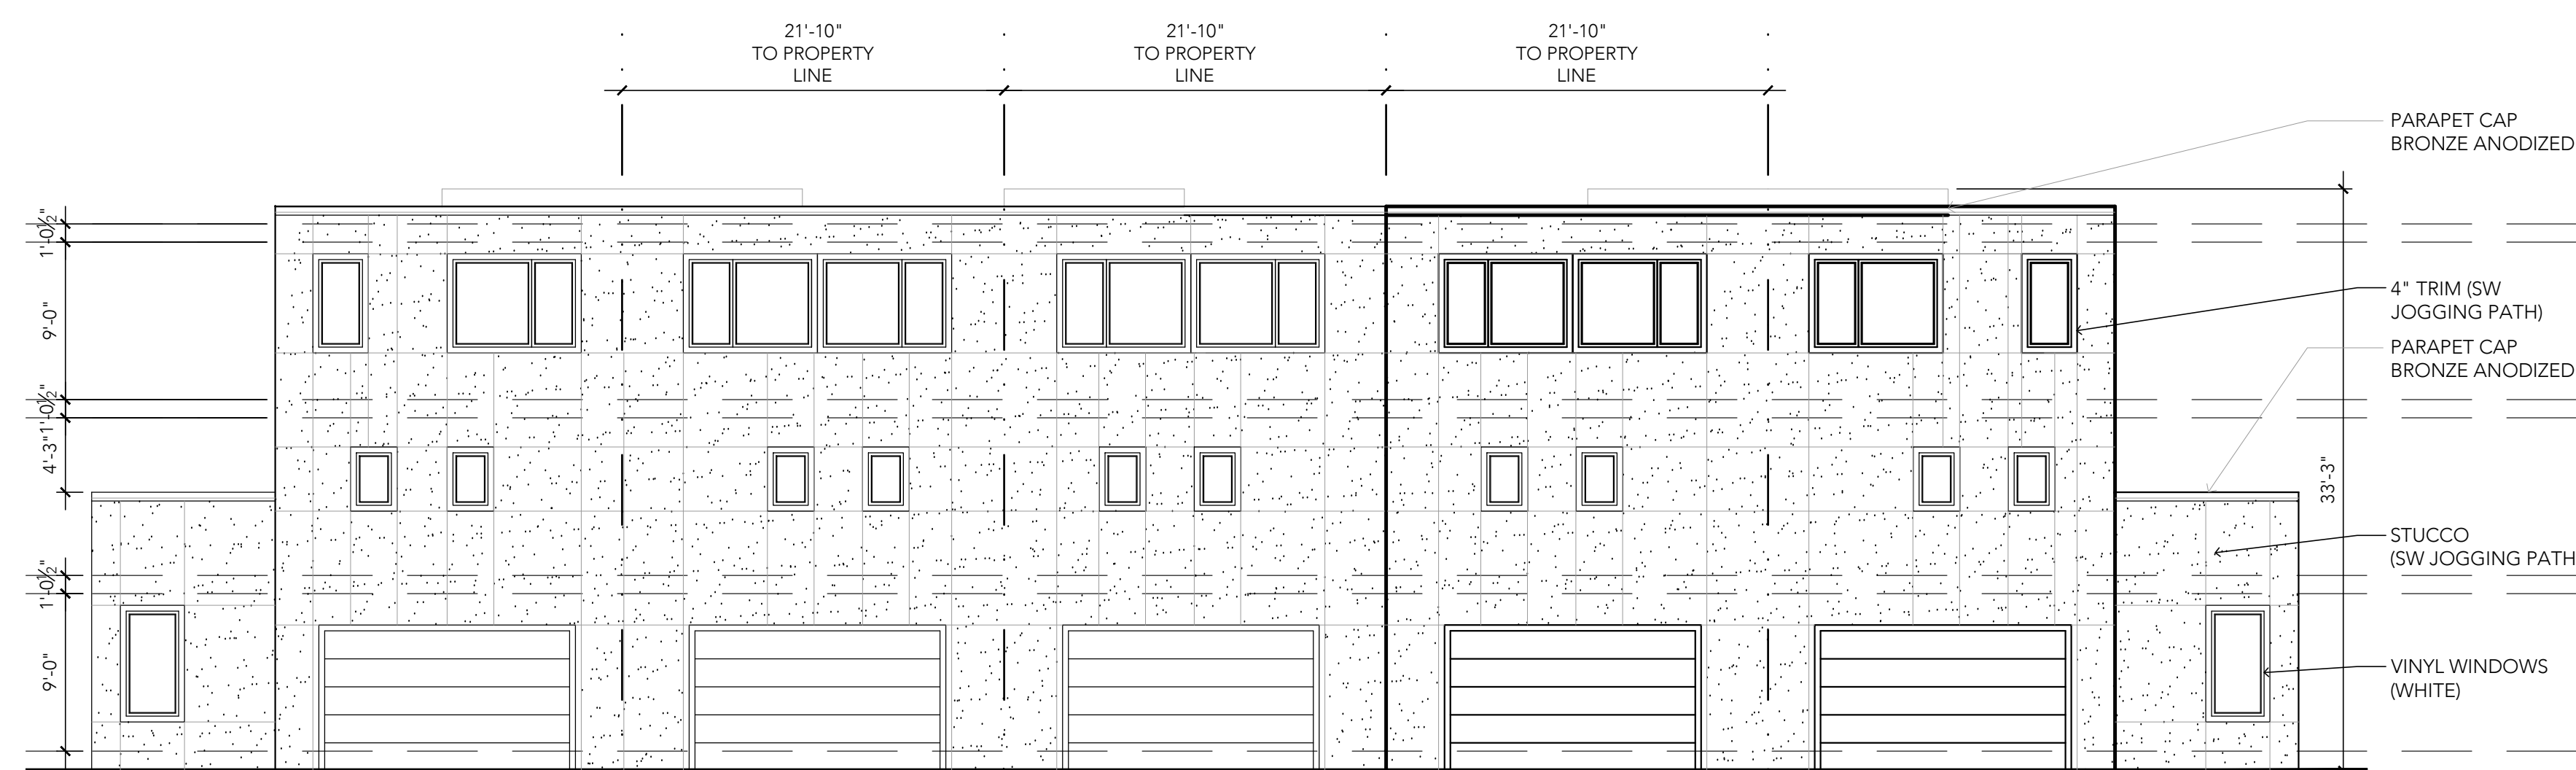 21'-10"
TO PROPERTY
LINE
21'-10"
TO PROPERTY
LINE
21'-10"
TO PROPERTY
LINE
PARAPET CAP
BRONZE ANODIZED
4" TRIM (SW
JOGGING PATH)
PARAPET CAP
BRONZE ANODIZED
STUCCO
(SW JOGGING PATH
VINYL WINDOWS
(WHITE)
33'-3"
1'-0½"
9'-0"
1'-0½"
4'-3"
1'-0½"
9'-0"